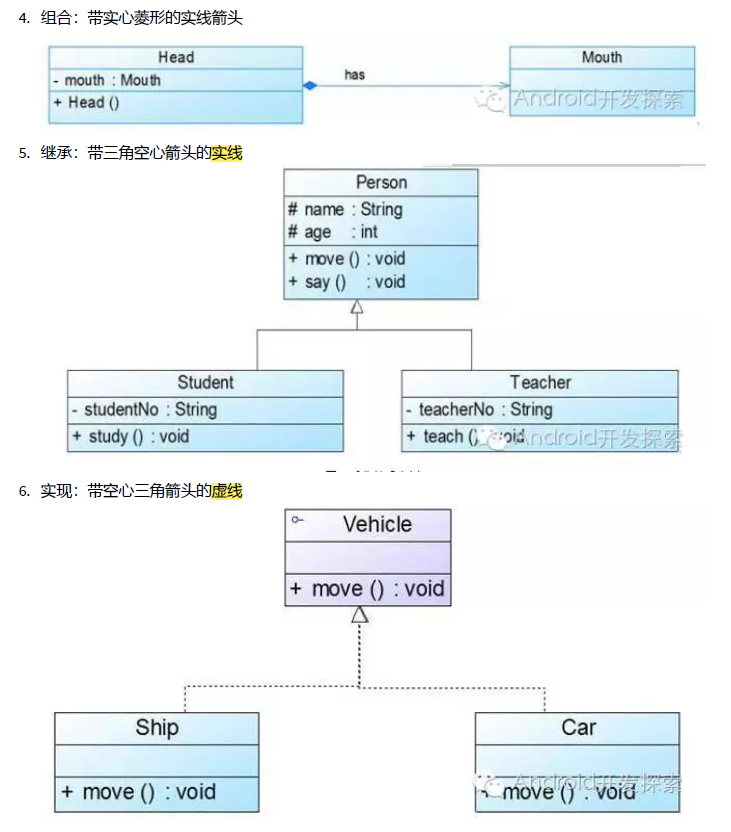 4. 组合：带实心菱形的实线箭头
Head
- mouth : Mouth
+ Head ()
has
Mouth
Android开发探索
5. 继承：带三角空心箭头的实线
Person
# name : String
# age : int
+ move () : void
+ say () : void
Student
- studentNo : String
+ study () : void
Teacher
- teacherNo : String
+ teach () : void
Android开发探索
6. 实现：带空心三角箭头的虚线
Vehicle
+ move () : void
Ship
+ move () : void
Car
+ move () : void
Android开发探索